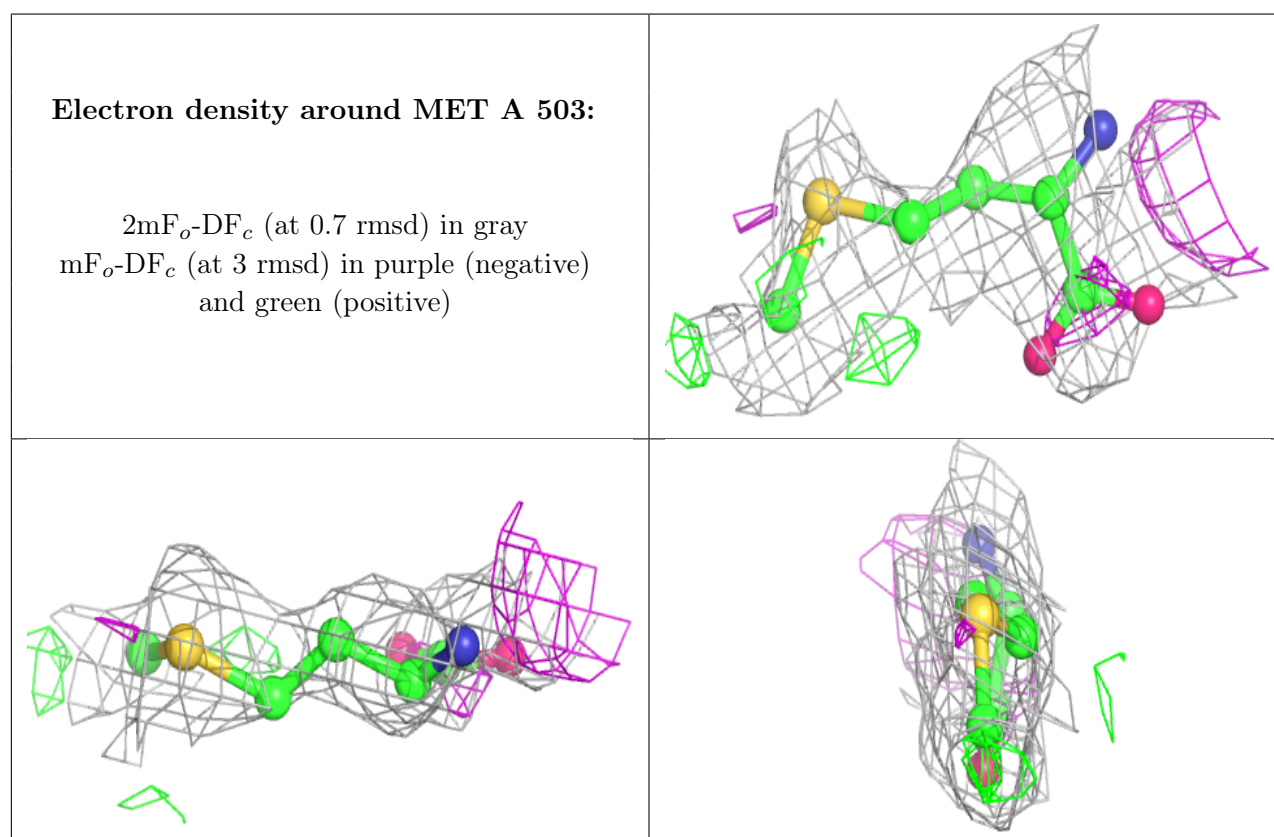 Electron density around MET A 503:
2mFo-DFc (at 0.7 rmsd) in gray
mFo-DFc (at 3 rmsd) in purple (negative)
and green (positive)